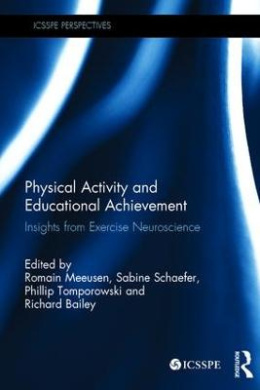 ICSSPE PERSPECTIVES
Physical Activity and
Educational Achievement
Insights from Exercise Neuroscience
Edited by
Romain Meeusen, Sabine Schaefer,
Phillip Tomporowski and
Richard Bailey
ICSSPE
ROUTLEDGE